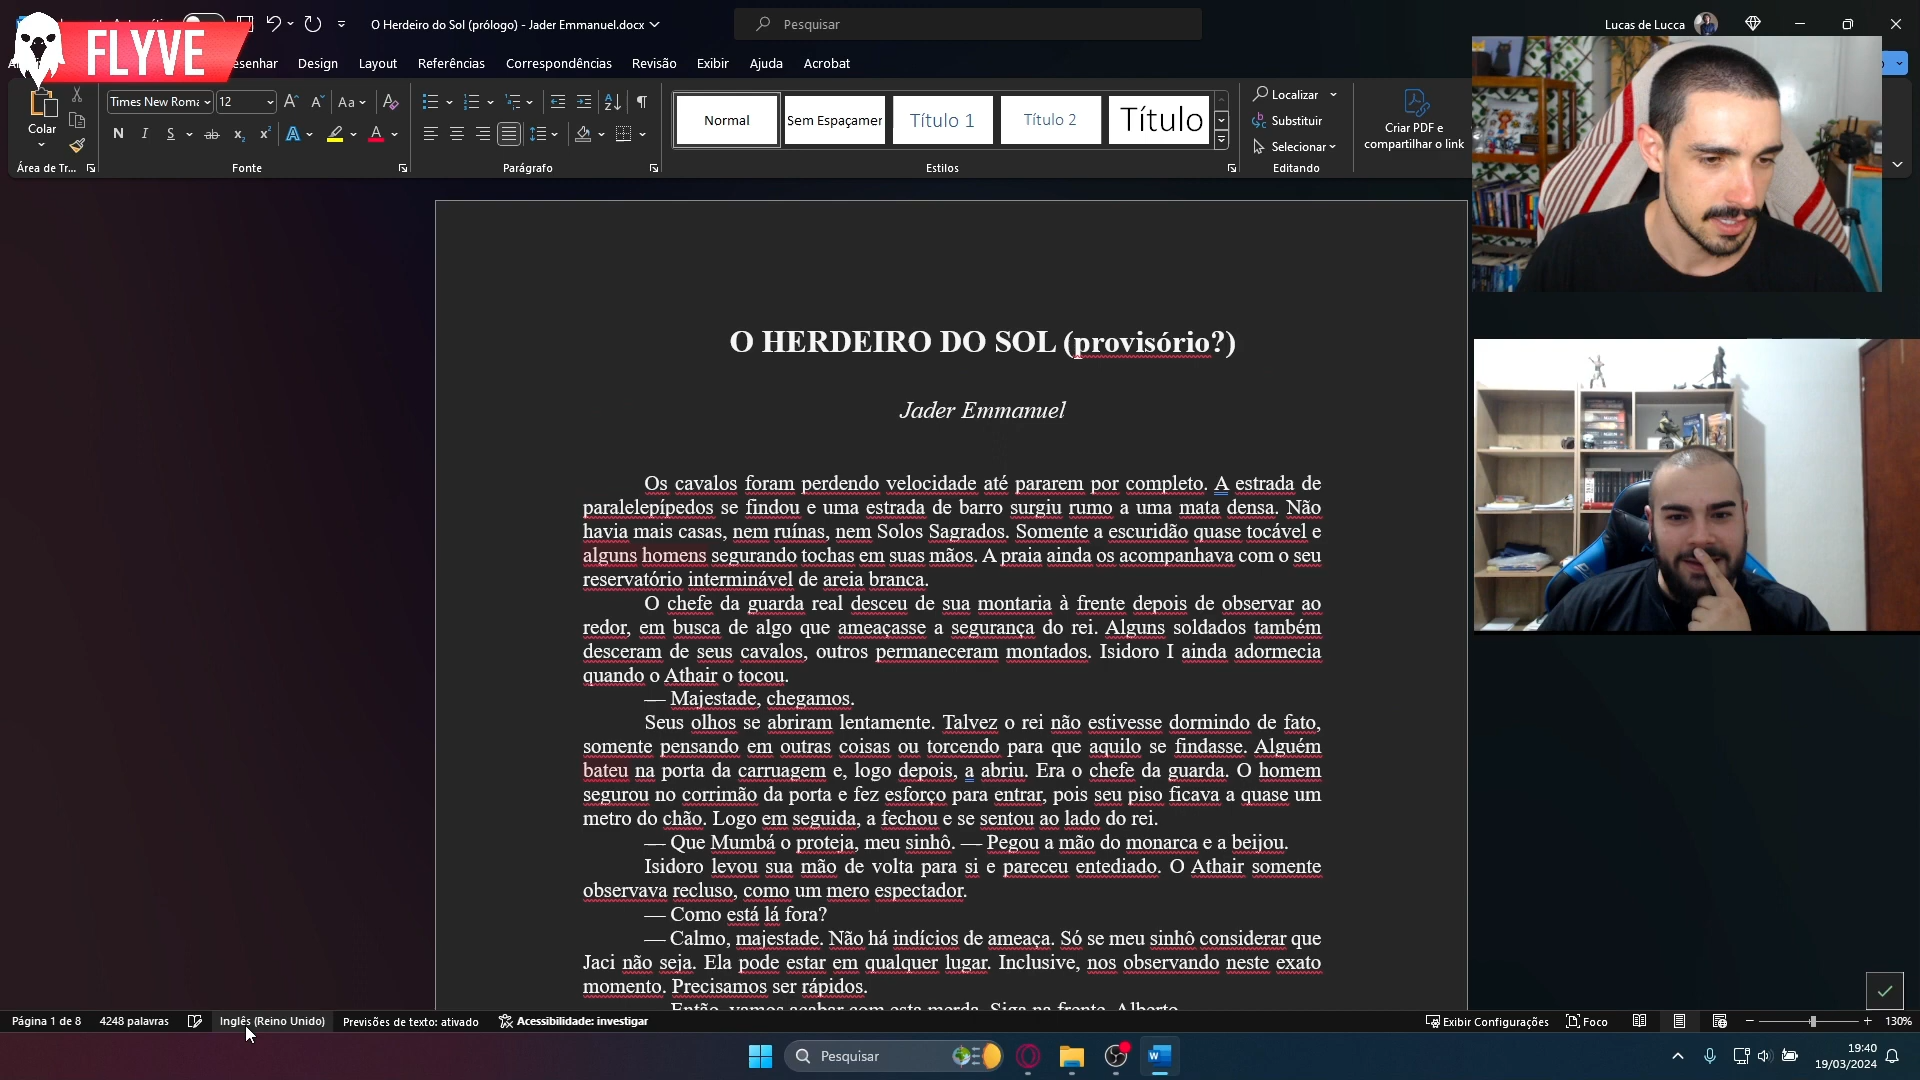 FLYVE
O Herdeiro do Sol (prólogo) - Jader Emmanuel.docx
Pesquisar
Lucas de Lucca
Design Layout Referências Correspondências Revisão Exibir Ajuda Acrobat
Times New Roma 12
Aa
Colar
N I S ab x₂ x² A A
Área de Tr...
Fonte
Parágrafo
Normal
Sem Espaçamer
Título 1
Título 2
Título
Estilos
Localizar
Substituir
Selecionar
Editando
Criar PDF e
compartilhar o link
O HERDEIRO DO SOL (provisório?)
Jader Emmanuel
Os cavalos foram perdendo velocidade até pararem por completo. A estrada de
paralelepípedos se findou e uma estrada de barro surgiu rumo a uma mata densa. Não
havia mais casas, nem ruínas, nem Solos Sagrados. Somente a escuridão quase tocável e
alguns homens segurando tochas em suas mãos. A praia ainda os acompanhava com o seu
reservatório interminável de areia branca.
O chefe da guarda real desceu de sua montaria à frente depois de observar ao
redor, em busca de algo que ameaçasse a segurança do rei. Alguns soldados também
desceram de seus cavalos, outros permaneceram montados. Isidoro I ainda adormecia
quando o Athair o tocou.
— Majestade, chegamos.
Seus olhos se abriram lentamente. Talvez o rei não estivesse dormindo de fato,
somente pensando em outras coisas ou torcendo para que aquilo se findasse. Alguém
bateu na porta da carruagem e, logo depois, a abriu. Era o chefe da guarda. O homem
segurou no corrimão da porta e fez esforço para entrar, pois seu piso ficava a quase um
metro do chão. Logo em seguida, a fechou e se sentou ao lado do rei.
— Que Mumbá o proteja, meu sinhô. — Pegou a mão do monarca e a beijou.
Isidoro levou sua mão de volta para si e pareceu entediado. O Athair somente
observava recluso, como um mero espectador.
— Como está lá fora?
— Calmo, majestade. Não há indícios de ameaça. Só se meu sinhô considerar que
Jaci não seja. Ela pode estar em qualquer lugar. Inclusive, nos observando neste exato
momento. Precisamos ser rápidos.
— Então, vamos acabar com esta merda. Siga na frente, Alberto.
Página 1 de 8 4248 palavras Inglês (Reino Unido) Previsões de texto: ativado Acessibilidade: investigar
Exibir Configurações Foco 130%
Pesquisar
19:40
19/03/2024